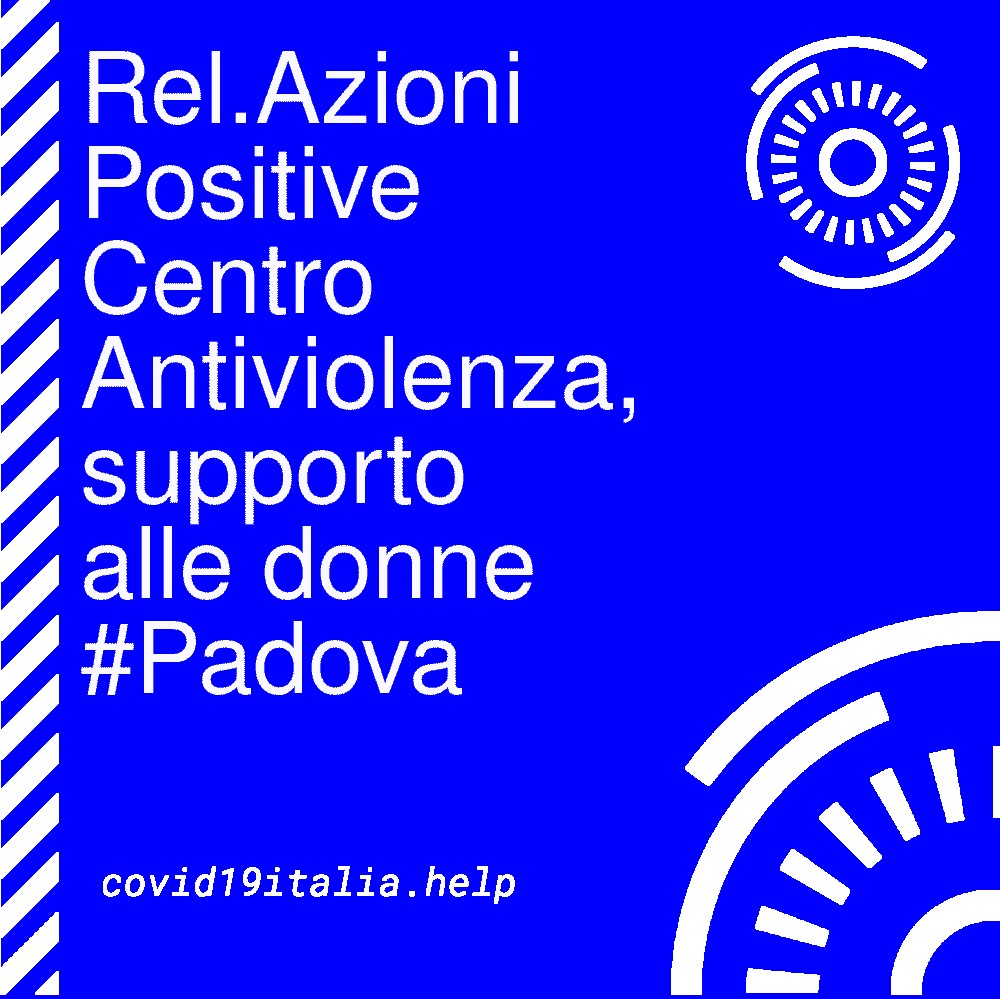 Rel.Azioni
Positive
Centro
Antiviolenza,
supporto
alle donne
#Padova
covid19italia.help